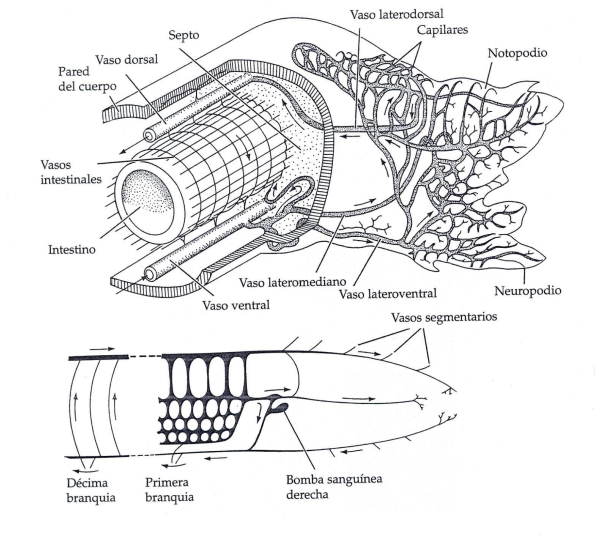 Vaso laterodorsal
Capilares
Septo
Vaso dorsal
Notopodio
Pared
del cuerpo
Vasos
intestinales
Intestino
Vaso lateromediano
Vaso lateroventral
Neuropodio
Vaso ventral
Vasos segmentarios
Décima
branquia
Primera
branquia
Bomba sanguínea
derecha